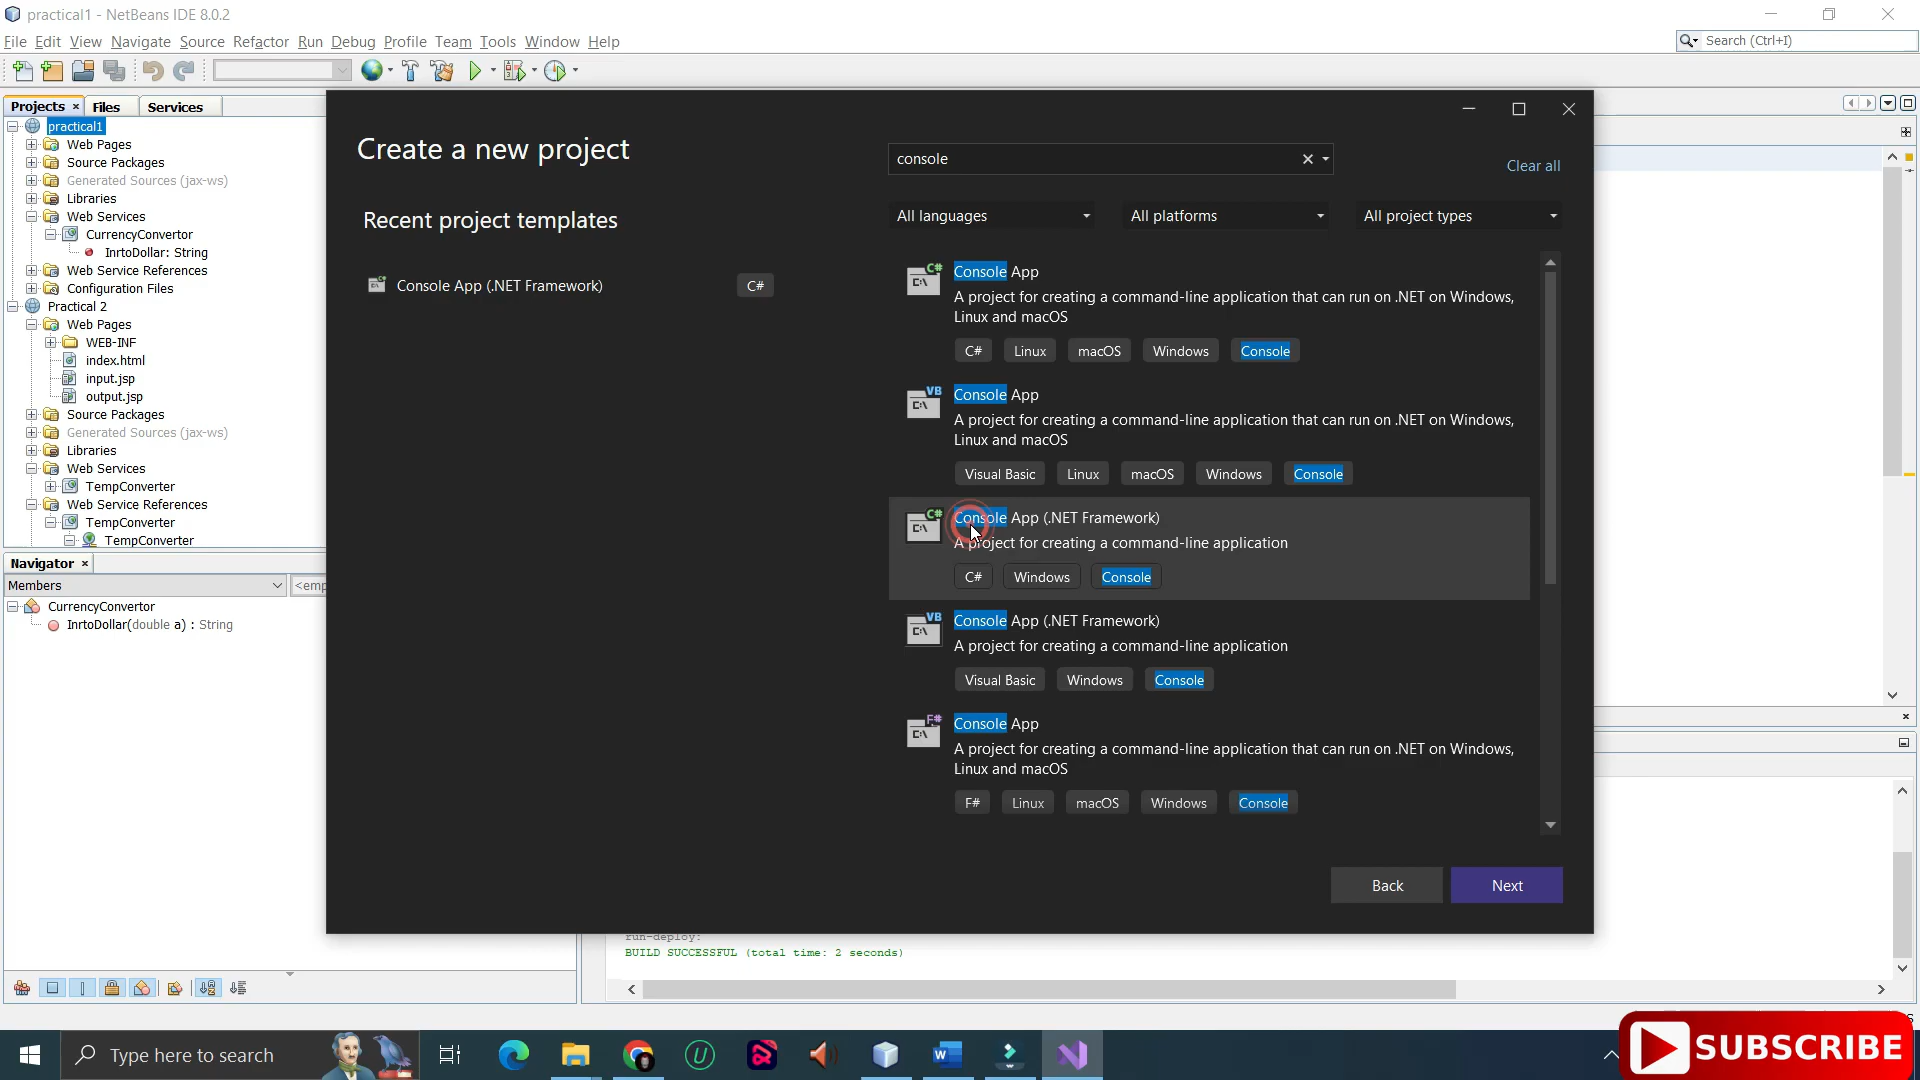 practical1 - NetBeans IDE 8.0.2
File Edit View Navigate Source Refactor Run Debug Profile Team Tools Window Help
Search (Ctrl+I)
Projects Files Services
practical1
Web Pages
Source Packages
Generated Sources (jax-ws)
Libraries
Web Services
CurrencyConvertor
InrtoDollar: String
Web Service References
Configuration Files
Practical 2
Web Pages
WEB-INF
index.html
input.jsp
output.jsp
Source Packages
Generated Sources (jax-ws)
Libraries
Web Services
TempConverter
Web Service References
TempConverter
TempConverter
Navigator
Members
CurrencyConvertor
InrtoDollar(double a) : String
Create a new project
Recent project templates
Console App (.NET Framework) C#
console
Clear all
All languages All platforms All project types
C#
C:\
Console App
A project for creating a command-line application that can run on .NET on Windows,
Linux and macOS
C# Linux macOS Windows Console
VB
C:\
Console App
A project for creating a command-line application that can run on .NET on Windows,
Linux and macOS
Visual Basic Linux macOS Windows Console
C#
C:\
Console App (.NET Framework)
A project for creating a command-line application
C# Windows Console
VB
C:\
Console App (.NET Framework)
A project for creating a command-line application
Visual Basic Windows Console
F#
C:\
Console App
A project for creating a command-line application that can run on .NET on Windows,
Linux and macOS
F# Linux macOS Windows Console
Back Next
run-deploy:
BUILD SUCCESSFUL (total time: 2 seconds)
Type here to search
SUBSCRIBE